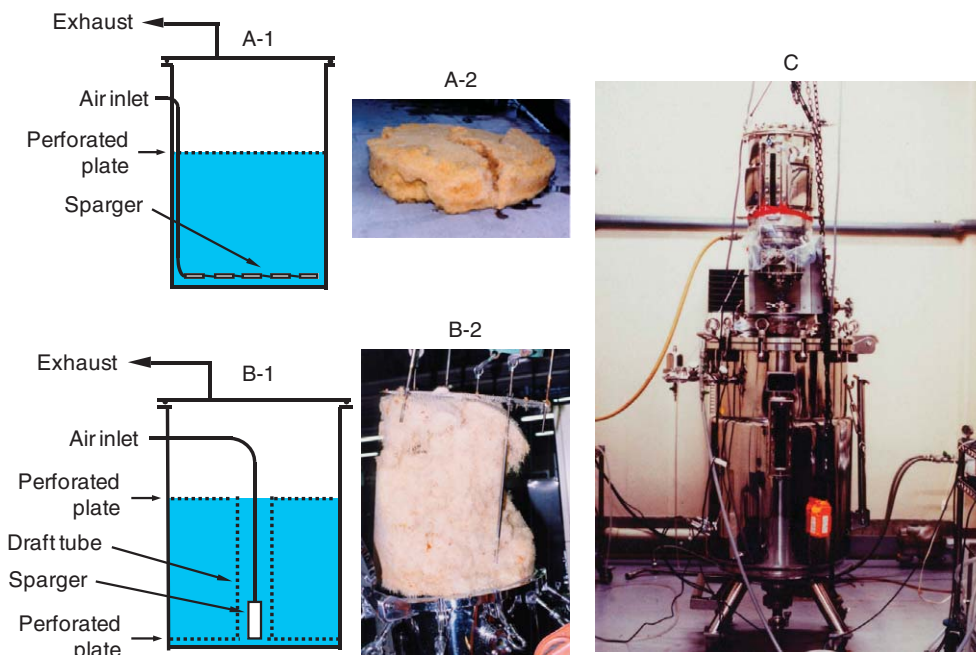 Exhaust
A-1
Air inlet
Perforated
plate
Sparger
A-2
C
Exhaust
B-1
Air inlet
Perforated
plate
Draft tube
Sparger
Perforated
plate
B-2